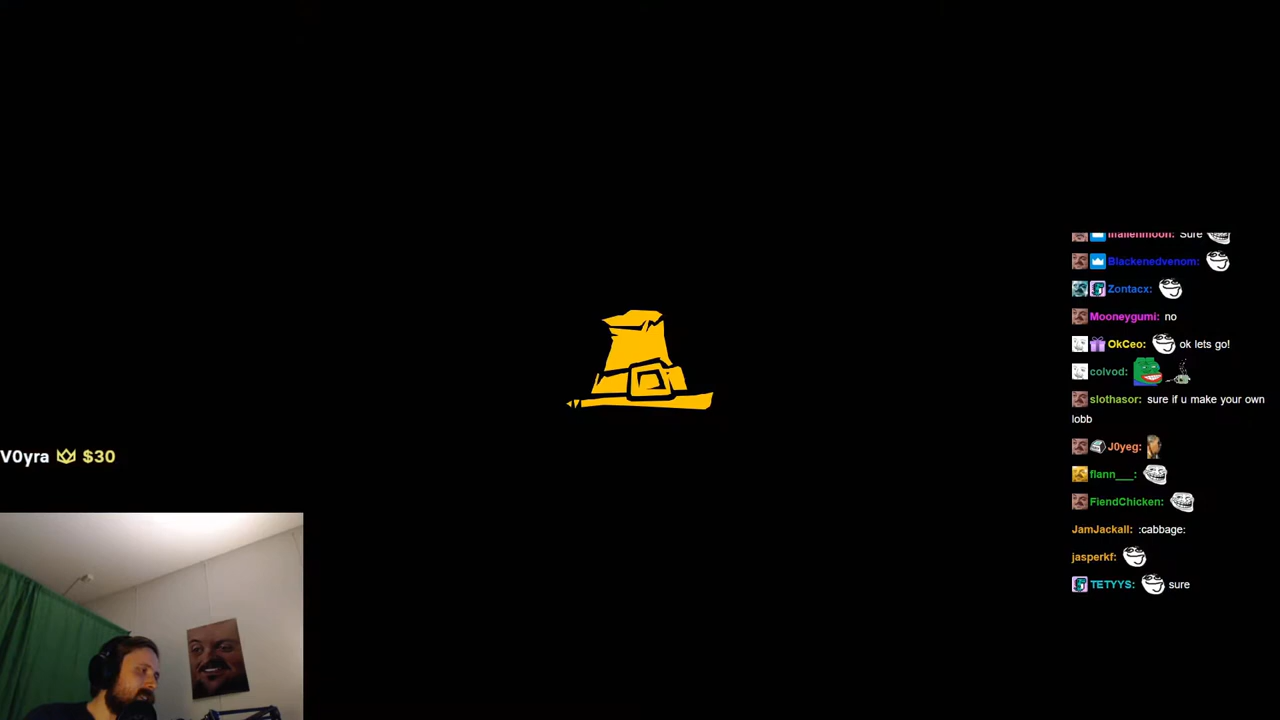 Sure
Blackenedvenom:
Zontacx:
Mooneygumi: no
OkCeo: ok lets go!
colvod:
slothasor: sure if u make your own
lobb
J0yeg:
flann___:
FiendChicken:
JamJackall: :cabbage:
jasperkf:
TETYYS: sure
V0yra $30